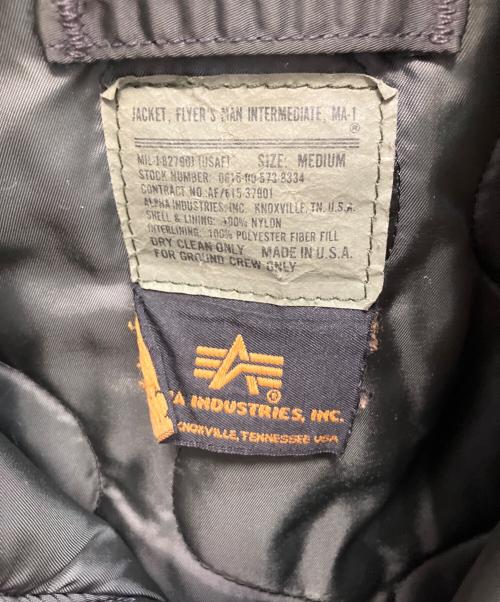 JACKET, FLYER'S MAN INTERMEDIATE, MA-1
®
MIL-J-8279D1 (USAF) SIZE: MEDIUM
STOCK NUMBER: 0615-00-573-8334
CONTRACT NO. AF/615-37901
ALPHA INDUSTRIES, INC. KNOXVILLE, TN. U.S.A.
SHELL & LINING: 100% NYLON
INTERLINING: 100% POLYESTER FIBER FILL
DRY CLEAN ONLY MADE IN U.S.A.
FOR GROUND CREW ONLY
®
A INDUSTRIES, INC.
KNOXVILLE, TENNESSEE USA